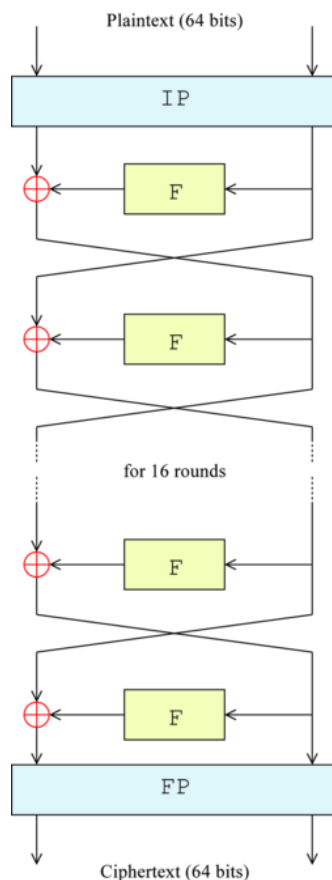 Plaintext (64 bits)
IP
F
F
for 16 rounds
F
F
FP
Ciphertext (64 bits)